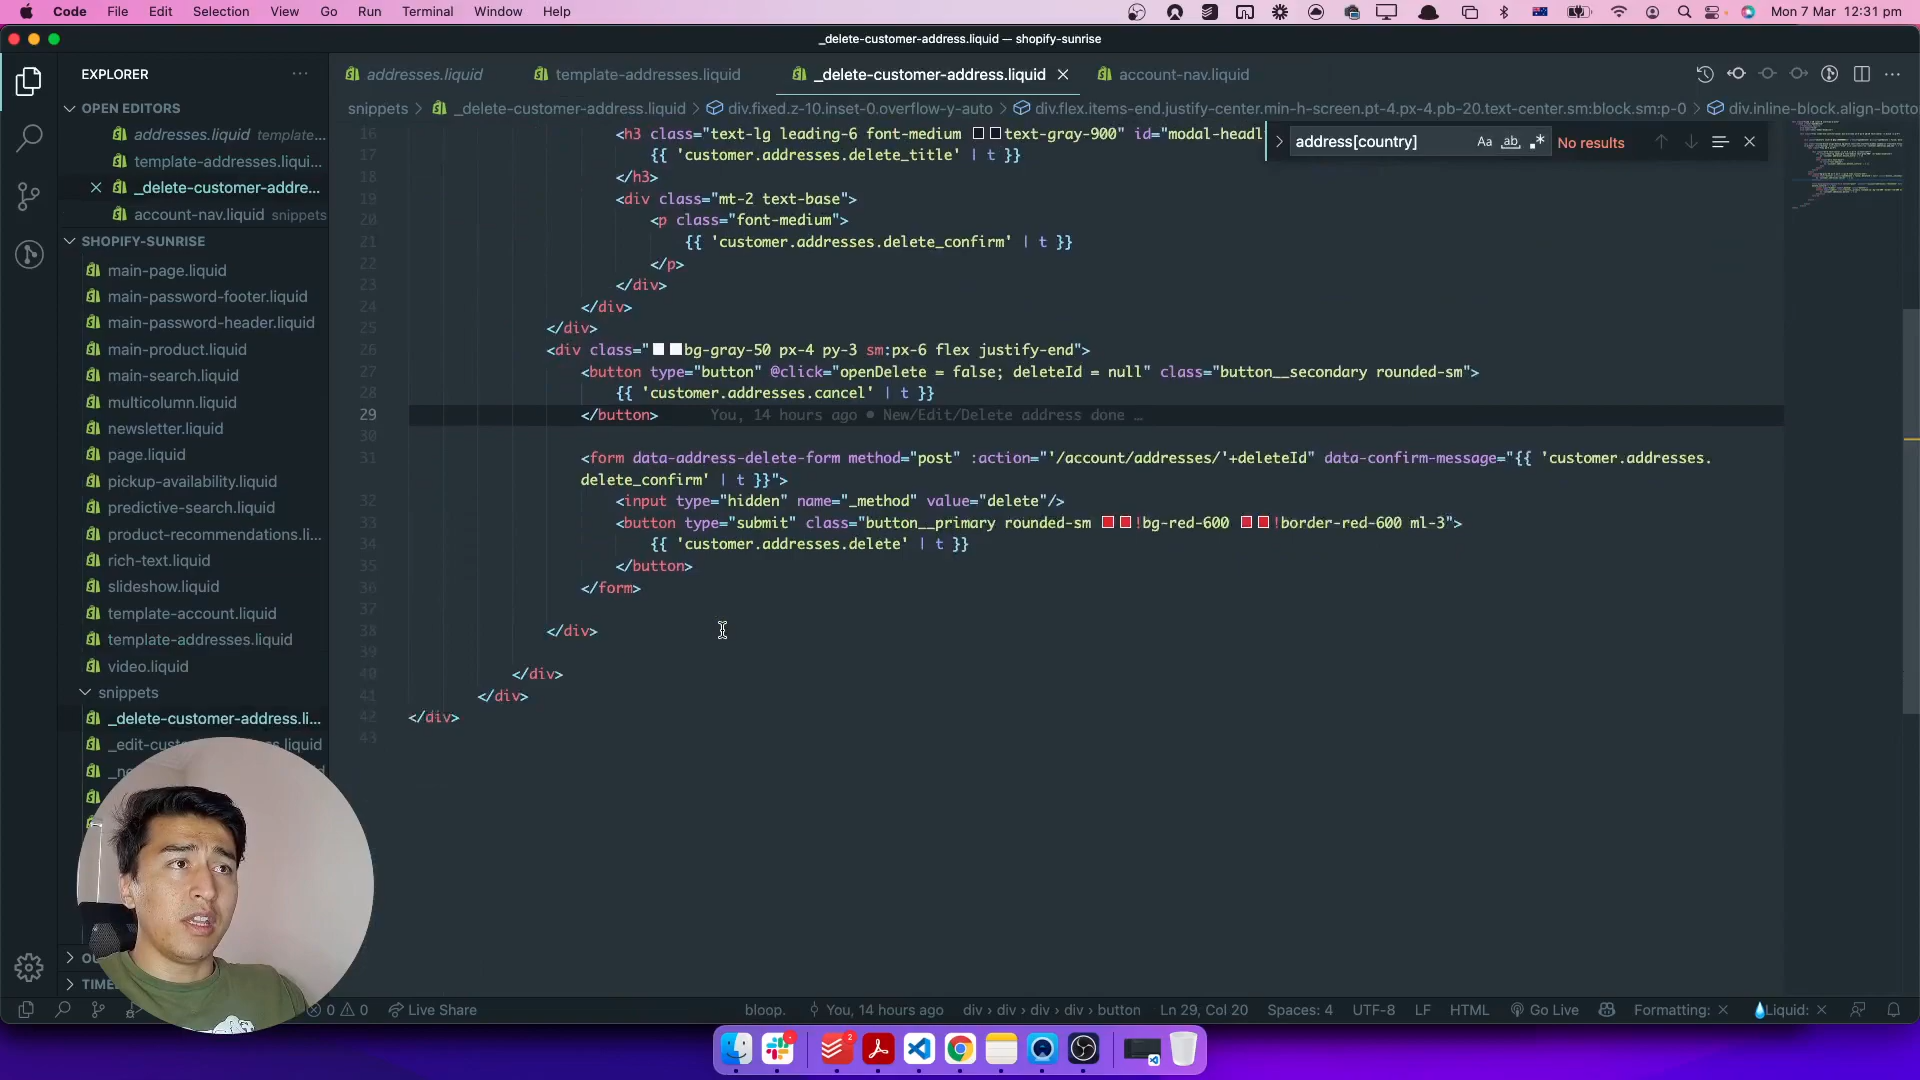 Code File Edit Selection View Go Run Terminal Window Help Mon 7 Mar 12:31 pm
_delete-customer-address.liquid — shopify-sunrise
EXPLORER
addresses.liquid template-addresses.liquid _delete-customer-address.liquid account-nav.liquid
snippets > _delete-customer-address.liquid > div.fixed.z-10.inset-0.overflow-y-auto > div.flex.items-end.justify-center.min-h-screen.pt-4.px-4.pb-20.text-center.sm:block.sm:p-0 > div.inline-block.align-botto
address[country] Aa ab No results
OPEN EDITORS
addresses.liquid template...
template-addresses.liqui...
_delete-customer-addre...
account-nav.liquid snippets
SHOPIFY-SUNRISE
main-page.liquid
main-password-footer.liquid
main-password-header.liquid
main-product.liquid
main-search.liquid
multicolumn.liquid
newsletter.liquid
page.liquid
pickup-availability.liquid
predictive-search.liquid
product-recommendations.li...
rich-text.liquid
slideshow.liquid
template-account.liquid
template-addresses.liquid
video.liquid
snippets
_delete-customer-address.li...
16 <h3 class="text-lg leading-6 font-medium text-gray-900" id="modal-headl
17 {{ 'customer.addresses.delete_title' | t }}
18 </h3>
19 <div class="mt-2 text-base">
20 <p class="font-medium">
21 {{ 'customer.addresses.delete_confirm' | t }}
22 </p>
23 </div>
24 </div>
25 </div>
26 <div class="bg-gray-50 px-4 py-3 sm:px-6 flex justify-end">
27 <button type="button" @click="openDelete = false; deleteId = null" class="button__secondary rounded-sm">
28 {{ 'customer.addresses.cancel' | t }}
29 </button> You, 14 hours ago • New/Edit/Delete address done …
30
31 <form data-address-delete-form method="post" :action="'/account/addresses/'+deleteId" data-confirm-message="{{ 'customer.addresses.
delete_confirm' | t }}">
32 <input type="hidden" name="_method" value="delete"/>
33 <button type="submit" class="button__primary rounded-sm !bg-red-600 !border-red-600 ml-3">
34 {{ 'customer.addresses.delete' | t }}
35 </button>
36 </form>
37
38 </div>
39
40 </div>
41 </div>
42 </div>
43
0 0 Live Share bloop. You, 14 hours ago div > div > div > div > button Ln 29, Col 20 Spaces: 4 UTF-8 LF HTML Go Live Formatting: Liquid:
2